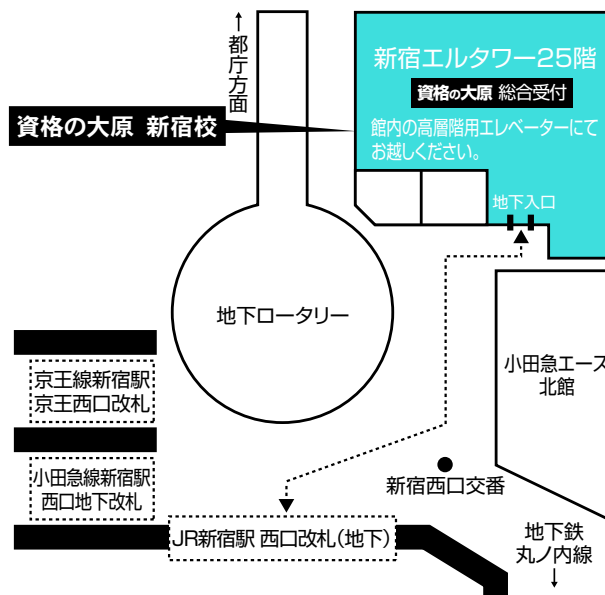 ↑都庁方面
新宿エルタワー25階
資格の大原 総合受付
館内の高層階用エレベーターにて
お越しください。
資格の大原 新宿校
地下入口
地下ロータリー
小田急エース
北館
京王線新宿駅
京王西口改札
小田急線新宿駅
西口地下改札
新宿西口交番
JR新宿駅 西口改札(地下)
地下鉄
丸ノ内線
↓